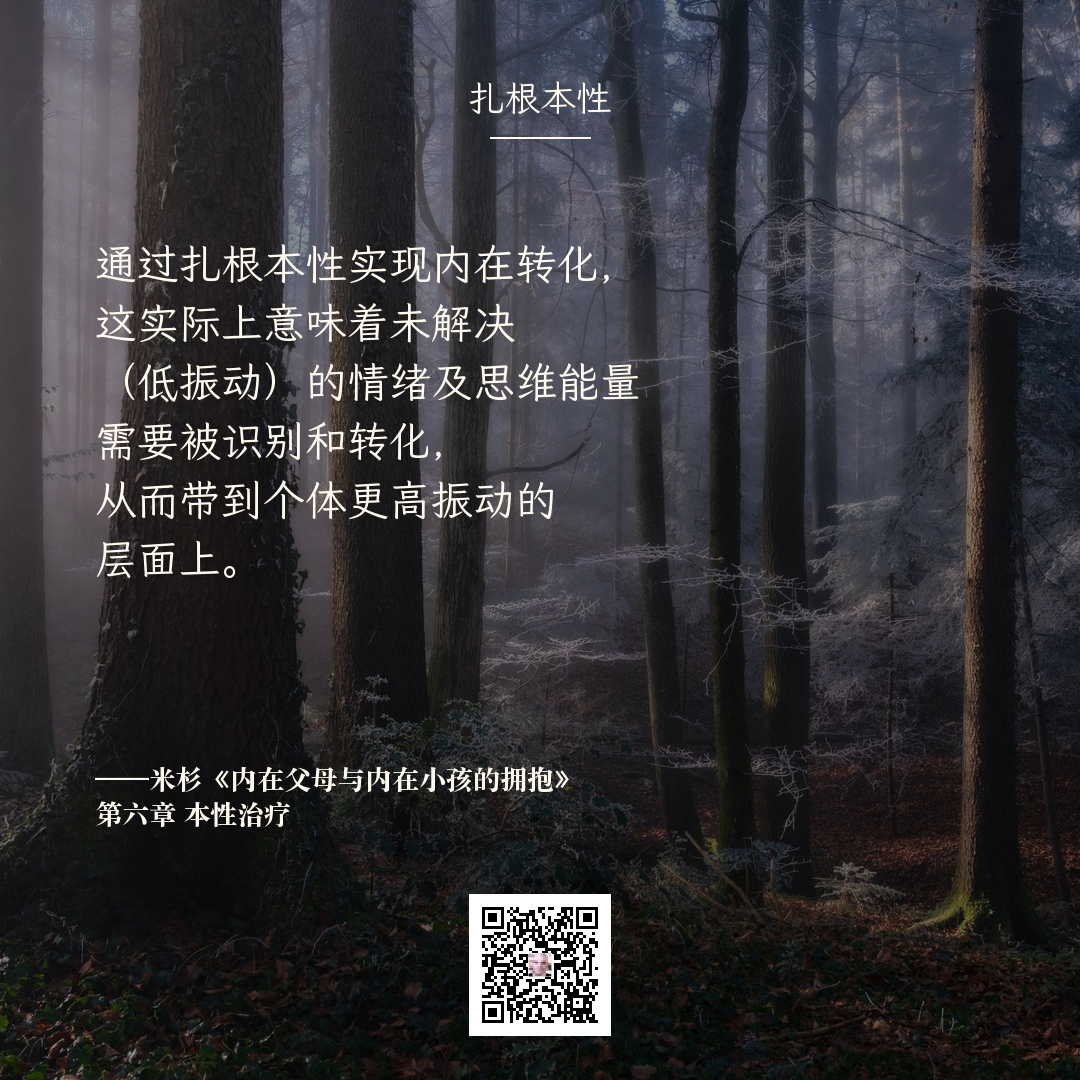 扎根本性
通过扎根本性实现内在转化,
这实际上意味着未解决
（低振动）的情绪及思维能量
需要被识别和转化,
从而带到个体更高振动的
层面上。
——米杉《内在父母与内在小孩的拥抱》
第六章 本性治疗